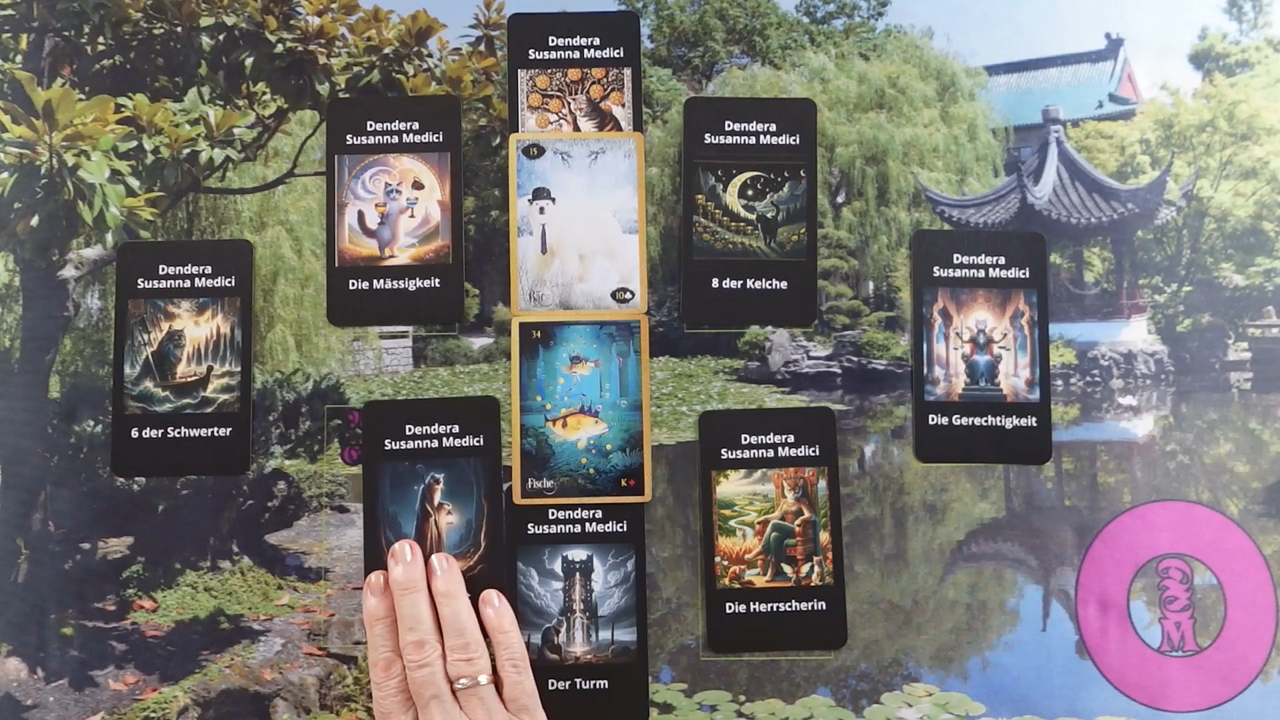 Dendera
Susanna Medici
Dendera
Susanna Medici
Die Mässigkeit
15
Bär
10♣
Dendera
Susanna Medici
8 der Kelche
Dendera
Susanna Medici
6 der Schwerter
Dendera
Susanna Medici
Die Gerechtigkeit
34
Fische
K♦
Dendera
Susanna Medici
Dendera
Susanna Medici
Der Turm
Dendera
Susanna Medici
Die Herrscherin